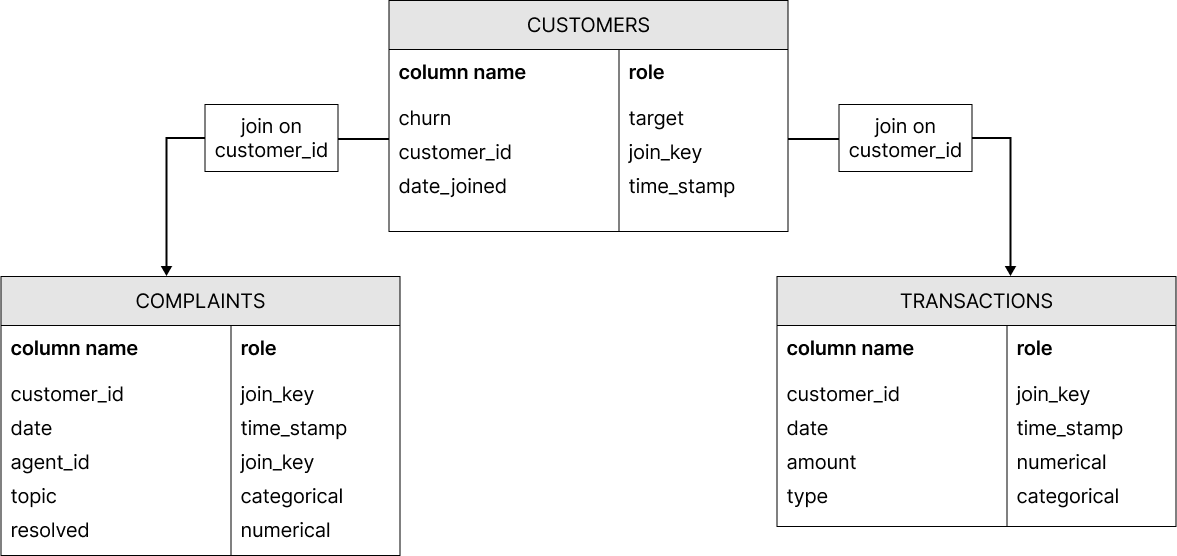 CUSTOMERS
column name role
churn target
customer_id join_key
date_joined time_stamp
join on
customer_id
join on
customer_id
COMPLAINTS
column name role
customer_id join_key
date time_stamp
agent_id join_key
topic categorical
resolved numerical
TRANSACTIONS
column name role
customer_id join_key
date time_stamp
amount numerical
type categorical